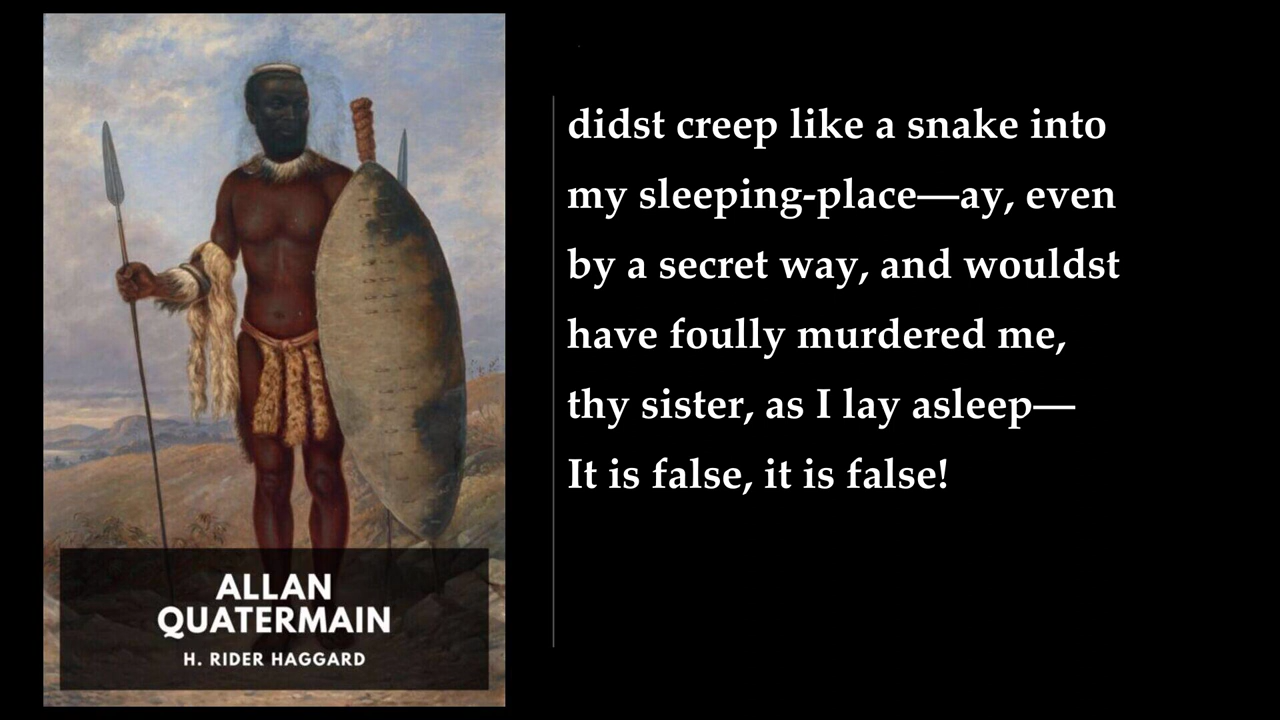 didst creep like a snake into
my sleeping-place—ay, even
by a secret way, and wouldst
have foully murdered me,
thy sister, as I lay asleep—
It is false, it is false!
ALLAN
QUATERMAIN
H. RIDER HAGGARD